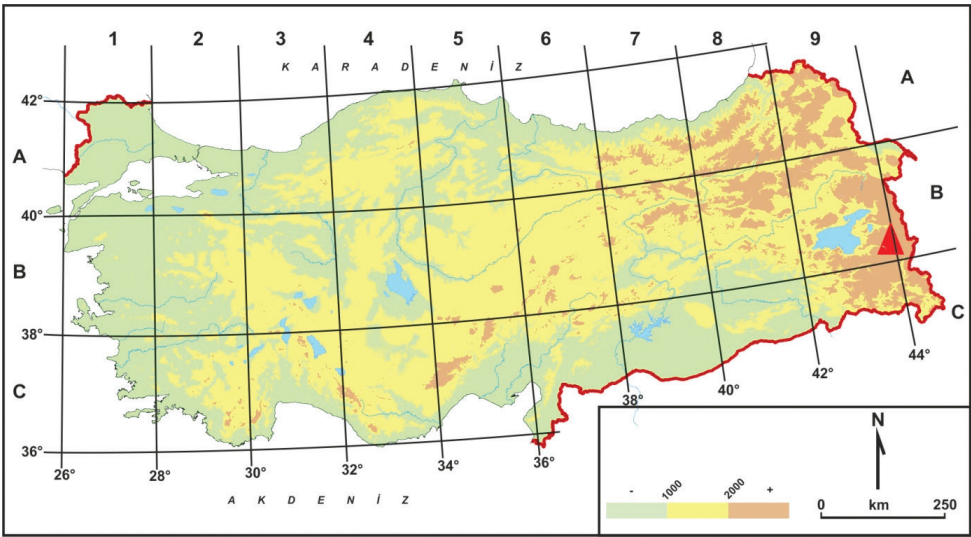 1 2 3 4 5 6 7 8 9
K A R A D E N İ Z
A
42°
A
B
40°
B
C
38°
C
44°
42°
40°
38°
36°
26° 28° 30° 32° 34° 36°
A K D E N İ Z
N
- 1000 2000 +
0 km 250